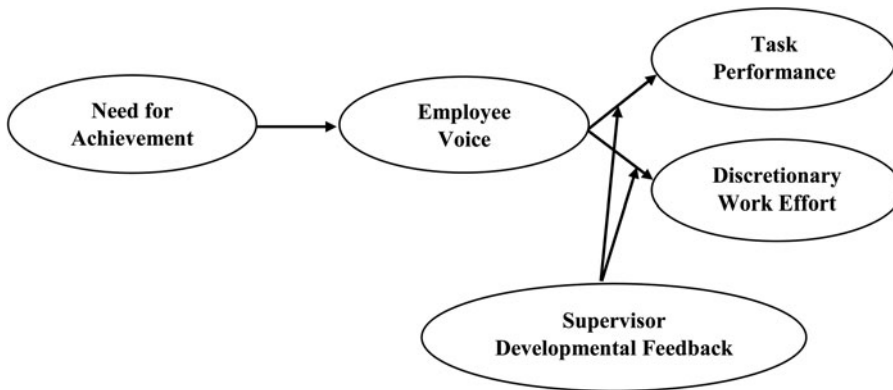 Need for
Achievement
Employee
Voice
Task
Performance
Discretionary
Work Effort
Supervisor
Developmental Feedback